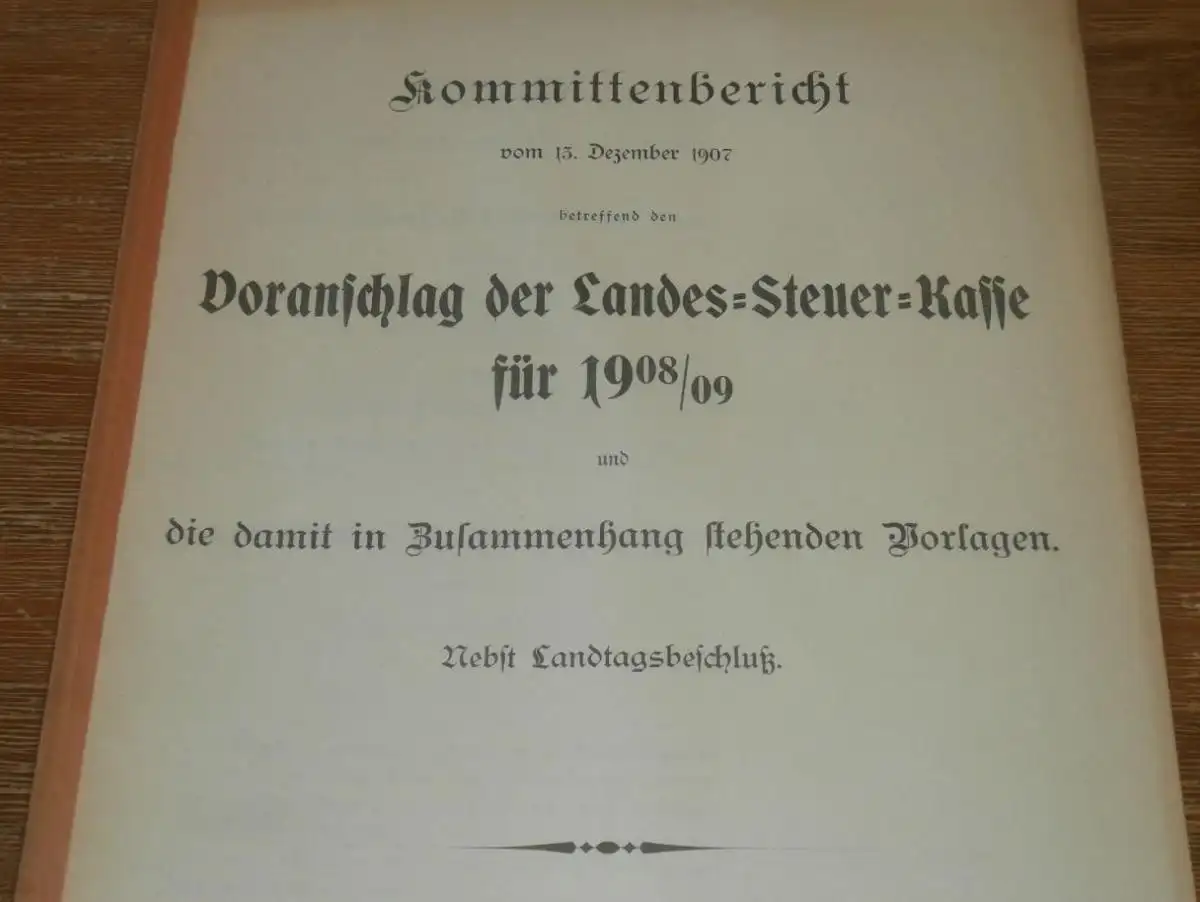 Kommittenbericht
vom 13. Dezember 1907
betreffend den
Voranſchlag der Landes⸗Steuer⸗Kaſſe
für 1908/09
und
die damit in Zuſammenhang ſtehenden Vorlagen.
Nebſt Landtagsbeſchluß.